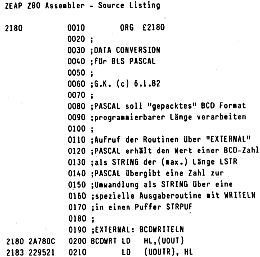 ZEAP Z80 Assembler - Source Listing
2180 0010 ORG £2180
0020 ;
0030 ;DATA CONVERSION
0040 ;für BLS PASCAL
0050 ;
0060 ;G.K. (c) 6.1.82
0070 ;
0080 ;PASCAL soll "gepacktes" BCD Format
0090 ;programmierbarer Länge verarbeiten
0100 ;
0110 ;Aufruf der Routinen über "EXTERNAL"
0120 ;PASCAL erhält den Wert einer BCD-Zahl
0130 ;als STRING der (max.) Länge LSTR
0140 ;PASCAL übergibt eine Zahl zur
0150 ;Umwandlung als STRING über eine
0160 ;spezielle Ausgaberoutine mit WRITELN
0170 ;in einen Puffer STRPUF
0180 ;
0190 ;EXTERNAL: BCDWRITELN
2180 2A780C 0200 BCDWRT LD HL,(UOUT)
2183 229521 0210 LD (UOUTR), HL